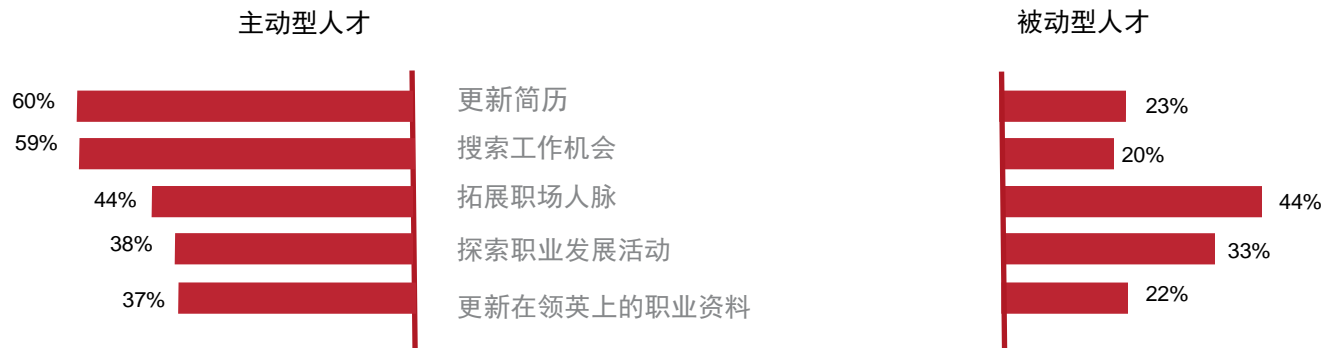 主动型人才
被动型人才
60%
更新简历
23%
59%
搜索工作机会
20%
44%
拓展职场人脉
44%
38%
探索职业发展活动
33%
37%
更新在领英上的职业资料
22%